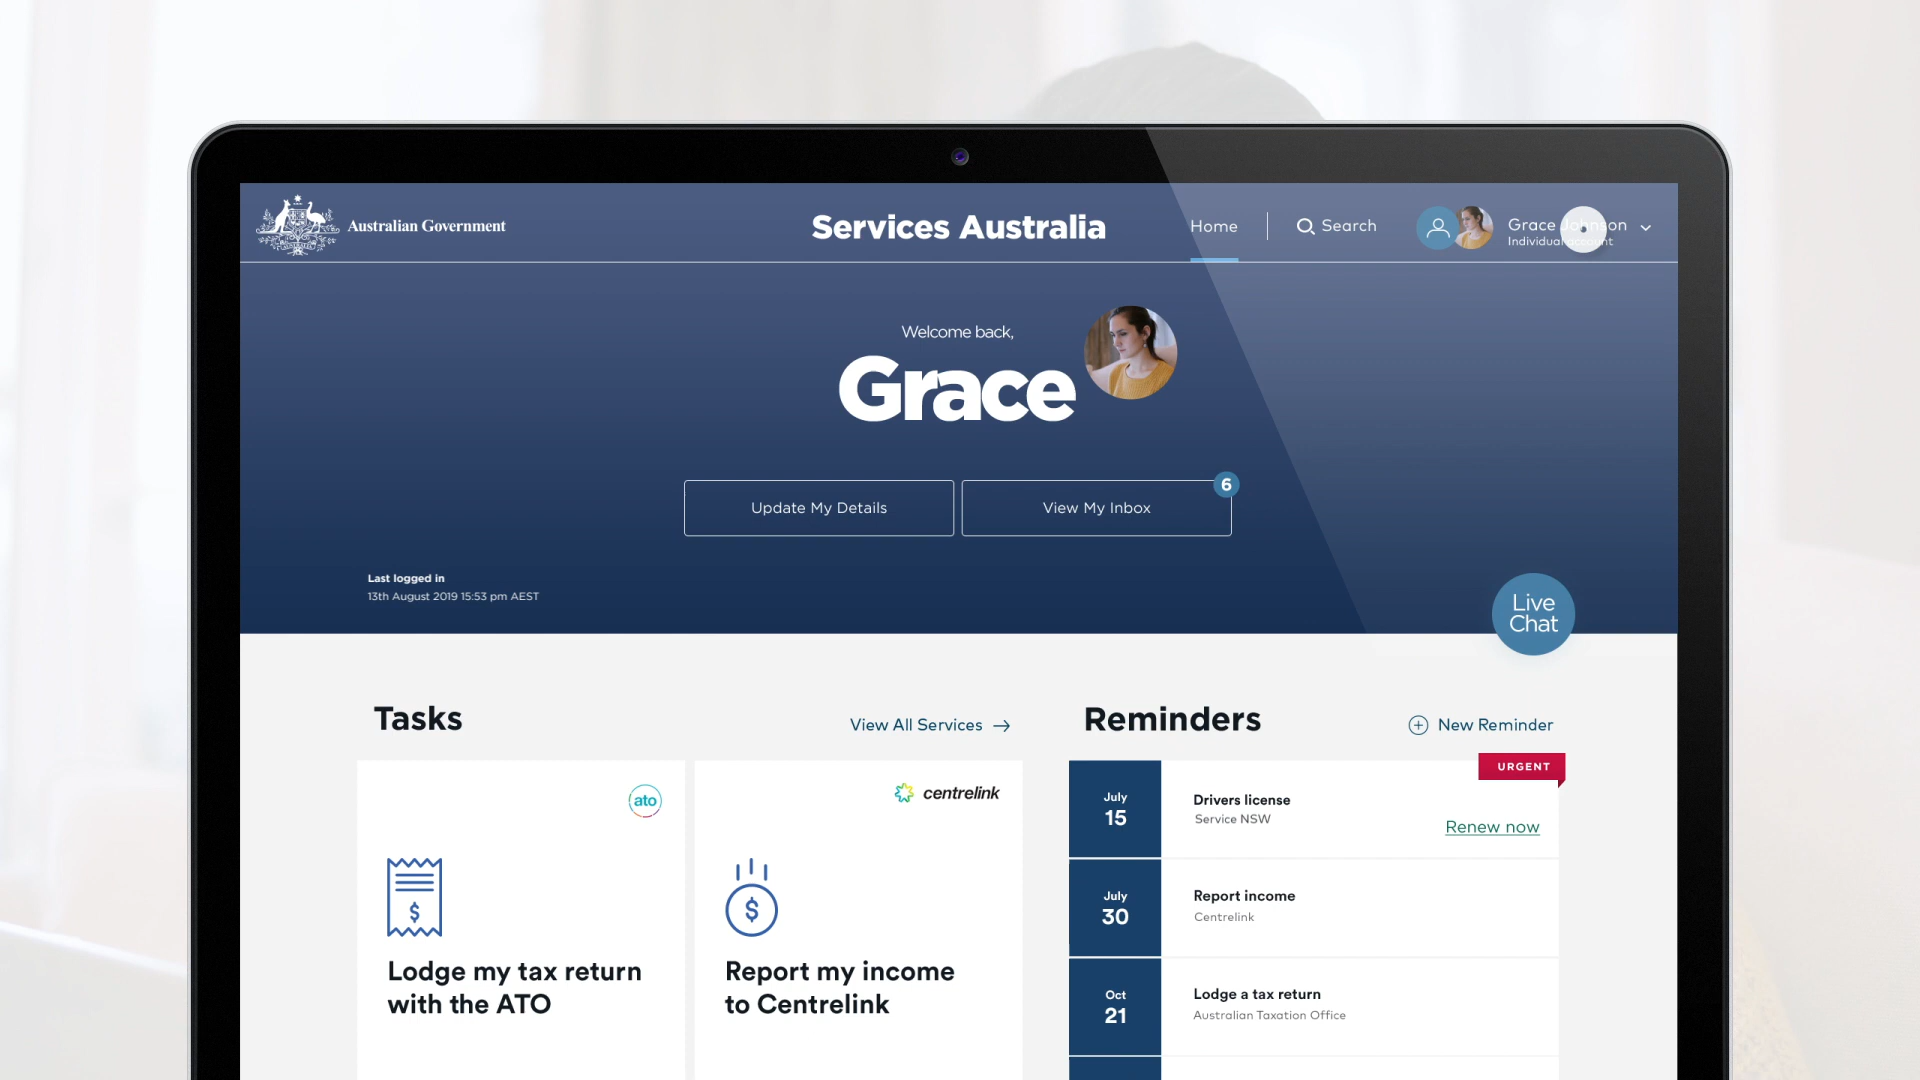 Australian Government
Services Australia
Home
Search
Grace Johnson
Individual account
Welcome back,
Grace
Update My Details
View My Inbox
6
Last logged in
13th August 2019 15:53 pm AEST
Live
Chat
Tasks
View All Services
ato
Lodge my tax return
with the ATO
centrelink
Report my income
to Centrelink
Reminders
New Reminder
URGENT
July
15
Drivers license
Service NSW
Renew now
July
30
Report income
Centrelink
Oct
21
Lodge a tax return
Australian Taxation Office